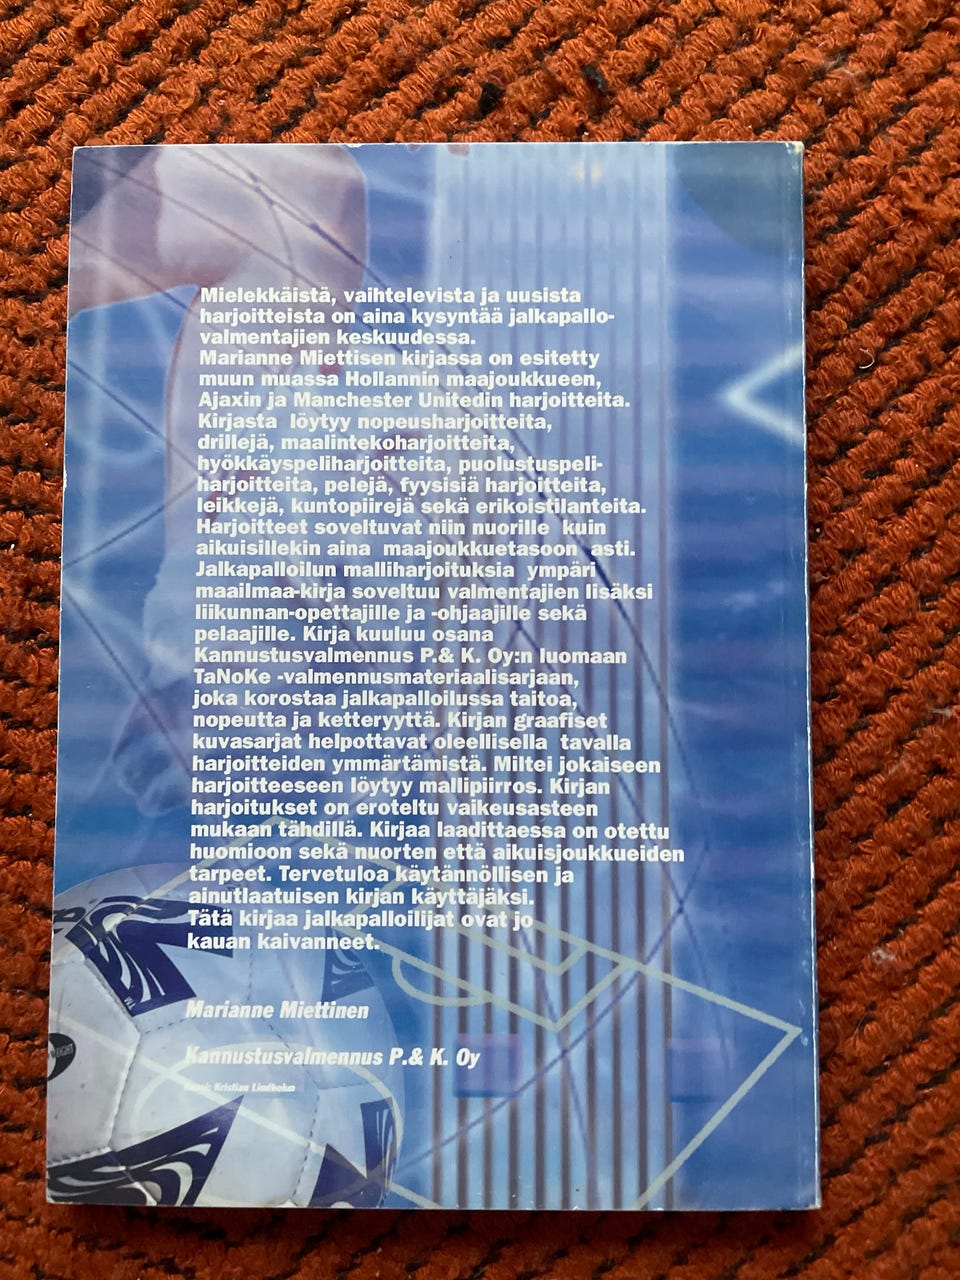 Mielekkäistä, vaihtelevista ja uusista
harjoitteista on aina kysyntää jalkapallo-
valmentajien keskuudessa.
Marianne Miettisen kirjassa on esitetty
muun muassa Hollannin maajoukkueen,
Ajaxin ja Manchester Unitedin harjoitteita.
Kirjasta löytyy nopeusharjoitteita,
drillejä, maalintekoharjoitteita,
hyökkäyspeliharjoitteita, puolustuspeli-
harjoitteita, pelejä, fyysisiä harjoitteita,
leikkejä, kuntopiirejä sekä erikoistilanteita.
Harjoitteet soveltuvat niin nuorille kuin
aikuisillekin aina maajoukkuetasoon asti.
Jalkapalloilun malliharjoituksia ympäri
maailmaa-kirja soveltuu valmentajien lisäksi
liikunnan-opettajille ja -ohjaajille sekä
pelaajille. Kirja kuuluu osana
Kannustusvalmennus P.& K. Oy:n luomaan
TaNoKe -valmennusmateriaalisarjaan,
joka korostaa jalkapalloilussa taitoa,
nopeutta ja ketteryyttä. Kirjan graafiset
kuvasarjat helpottavat oleellisella tavalla
harjoitteiden ymmärtämistä. Miltei jokaiseen
harjoitteeseen löytyy mallipiirros. Kirjan
harjoitukset on eroteltu vaikeusasteen
mukaan tähdillä. Kirjaa laadittaessa on otettu
huomioon sekä nuorten että aikuisjoukkueiden
tarpeet. Tervetuloa käytännöllisen ja
ainutlaatuisen kirjan käyttäjäksi.
Tätä kirjaa jalkapalloilijat ovat jo
kauan kaivanneet.
Marianne Miettinen
Kannustusvalmennus P.& K. Oy
Kristian Lindbohm